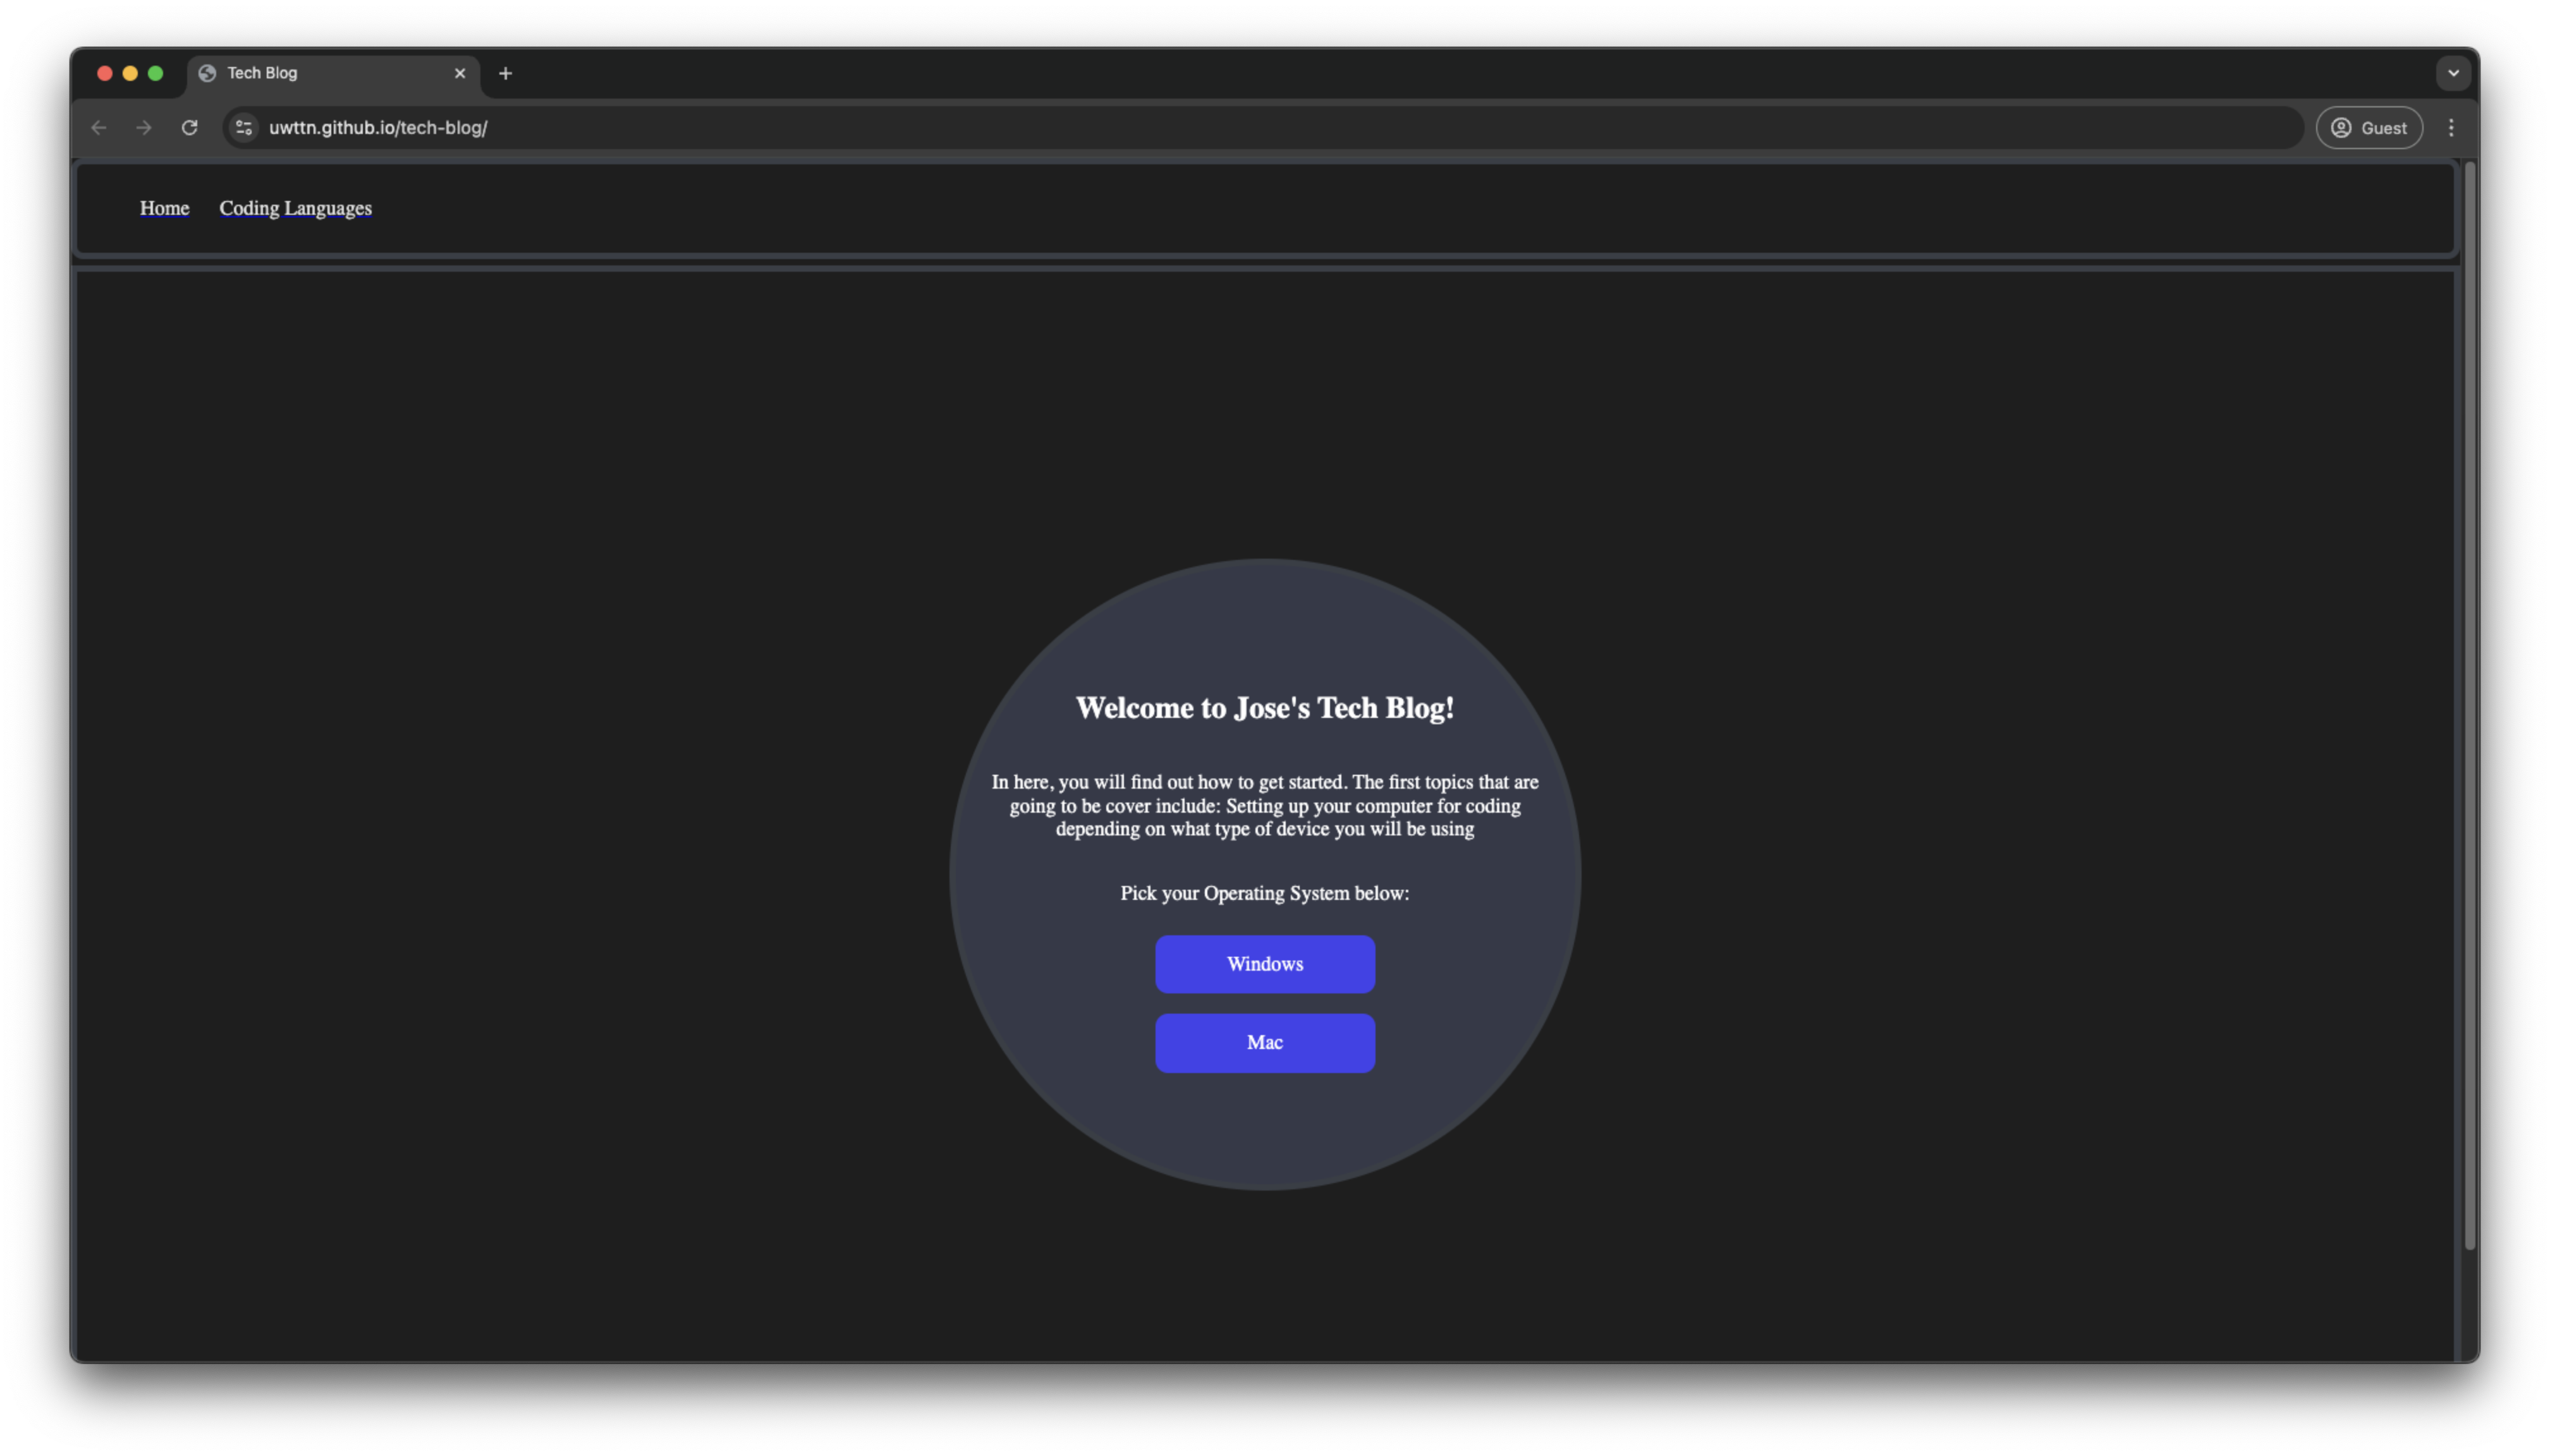 Tech Blog
uwttn.github.io/tech-blog/
Guest
Home Coding Languages
Welcome to Jose's Tech Blog!
In here, you will find out how to get started. The first topics that are
going to be cover include: Setting up your computer for coding
depending on what type of device you will be using
Pick your Operating System below:
Windows
Mac